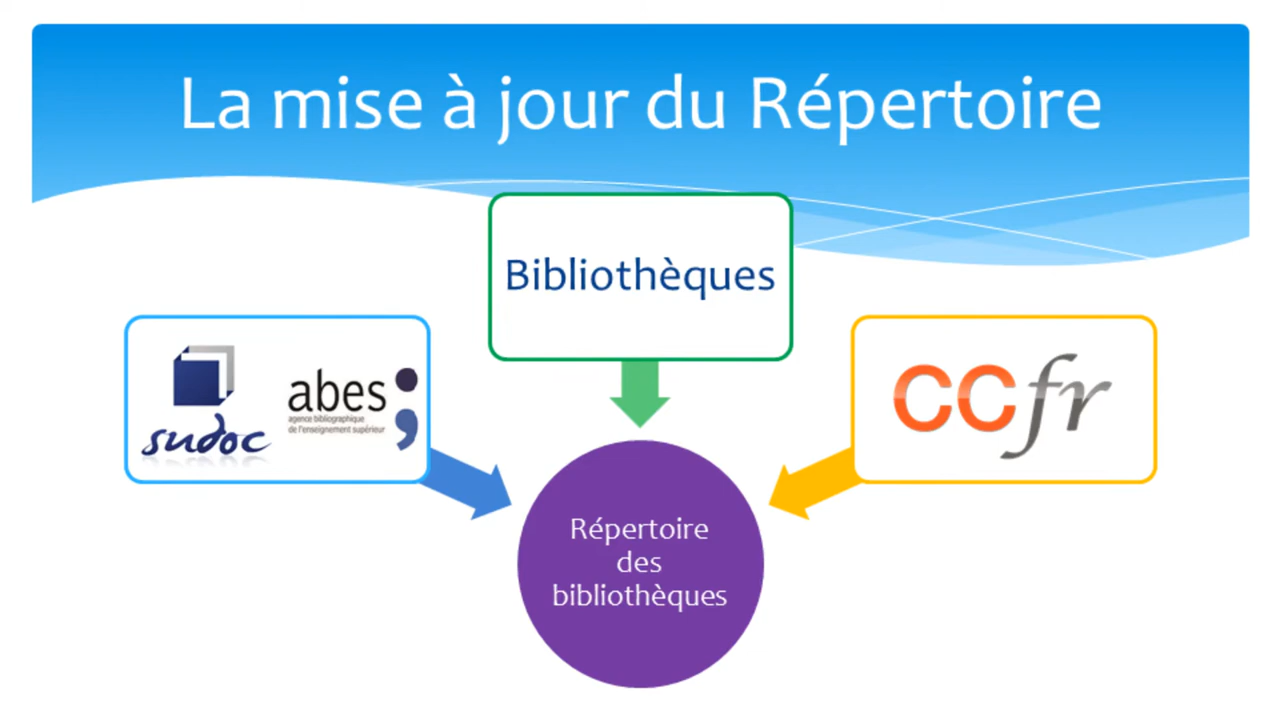 La mise à jour du Répertoire
Bibliothèques
sudoc
abes
agence bibliographique
de l'enseignement supérieur
CCfr
Répertoire
des
bibliothèques